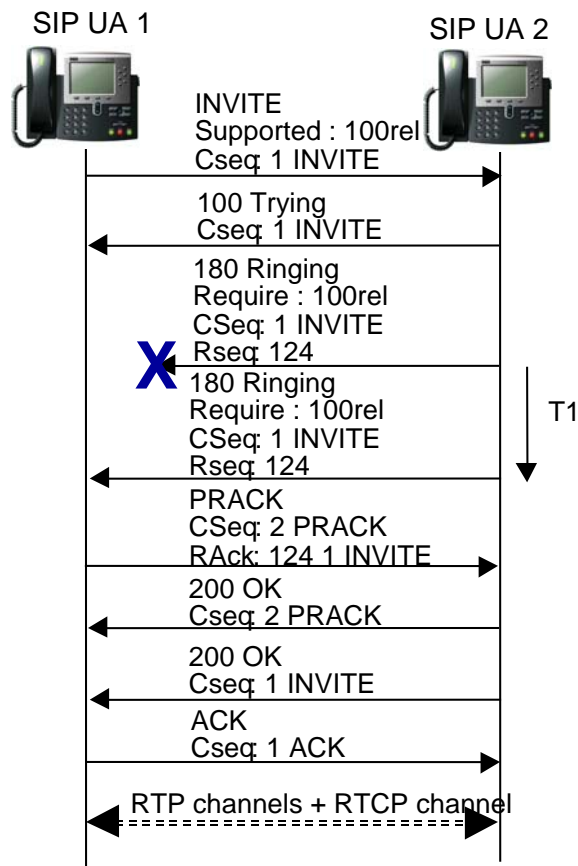 SIP UA 1
SIP UA 2
INVITE
Supported : 100rel
Cseq: 1 INVITE
100 Trying
Cseq: 1 INVITE
180 Ringing
Require : 100rel
CSeq: 1 INVITE
Rseq: 124
X
180 Ringing
Require : 100rel
CSeq: 1 INVITE
Rseq: 124
T1
PRACK
CSeq: 2 PRACK
RAck: 124 1 INVITE
200 OK
Cseq: 2 PRACK
200 OK
Cseq: 1 INVITE
ACK
Cseq: 1 ACK
RTP channels + RTCP channel